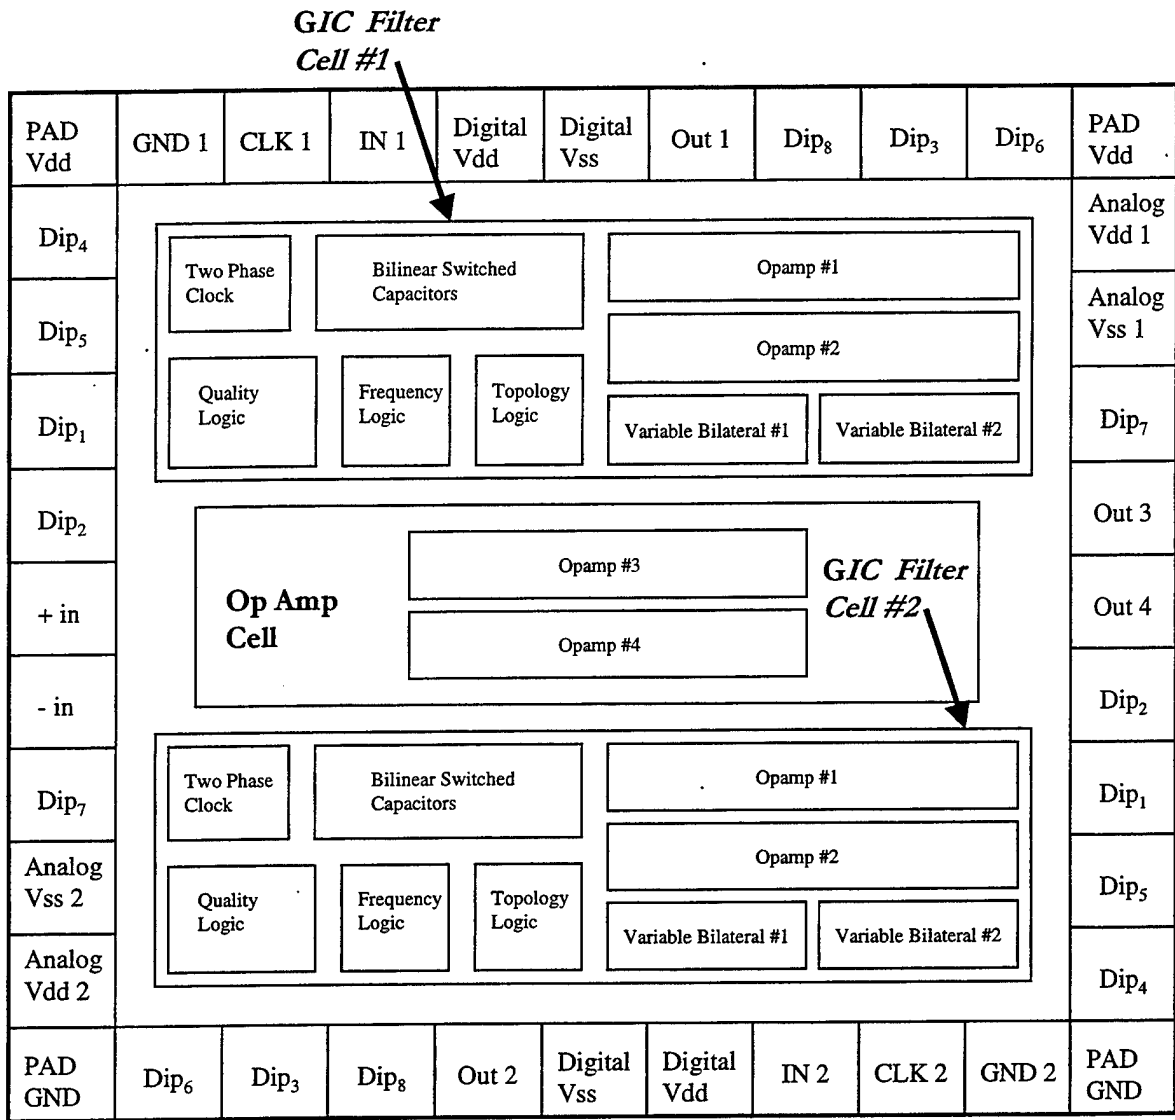 GIC Filter
Cell #1
PAD
Vdd
GND 1
CLK 1
IN 1
Digital
Vdd
Digital
Vss
Out 1
Dip₈
Dip₃
Dip₆
PAD
Vdd
Dip₄
Dip₅
Dip₁
Dip₂
+ in
- in
Dip₇
Analog
Vss 2
Analog
Vdd 2
Two Phase
Clock
Bilinear Switched
Capacitors
Opamp #1
Opamp #2
Quality
Logic
Frequency
Logic
Topology
Logic
Variable Bilateral #1
Variable Bilateral #2
Op Amp
Cell
Opamp #3
Opamp #4
GIC Filter
Cell #2
Two Phase
Clock
Bilinear Switched
Capacitors
Opamp #1
Opamp #2
Quality
Logic
Frequency
Logic
Topology
Logic
Variable Bilateral #1
Variable Bilateral #2
Analog
Vdd 1
Analog
Vss 1
Dip₇
Out 3
Out 4
Dip₂
Dip₁
Dip₅
Dip₄
PAD
GND
Dip₆
Dip₃
Dip₈
Out 2
Digital
Vss
Digital
Vdd
IN 2
CLK 2
GND 2
PAD
GND